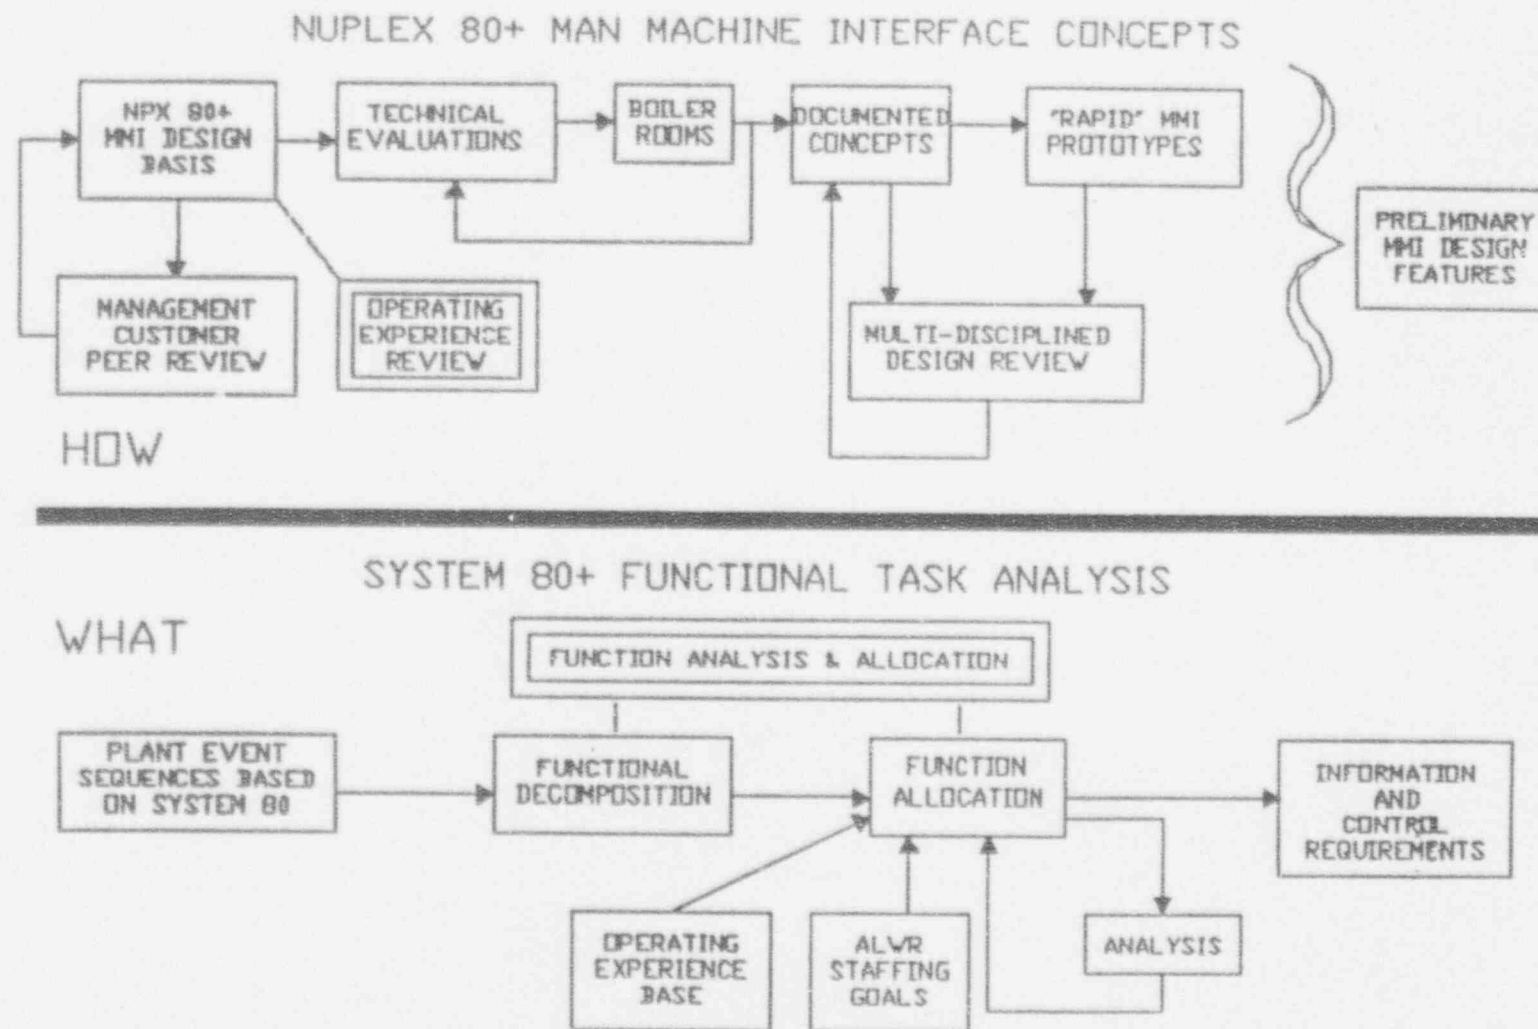 NUPLEX 80+ MAN MACHINE INTERFACE CONCEPTS
NPX 80+
MMI DESIGN
BASIS
TECHNICAL
EVALUATIONS
BOILER
ROOMS
DOCUMENTED
CONCEPTS
"RAPID" MMI
PROTOTYPES
PRELIMINARY
MMI DESIGN
FEATURES
MANAGEMENT
CUSTOMER
PEER REVIEW
OPERATING
EXPERIENCE
REVIEW
MULTI-DISCIPLINED
DESIGN REVIEW
HOW
SYSTEM 80+ FUNCTIONAL TASK ANALYSIS
WHAT
FUNCTION ANALYSIS & ALLOCATION
PLANT EVENT
SEQUENCES BASED
ON SYSTEM 80
FUNCTIONAL
DECOMPOSITION
FUNCTION
ALLOCATION
INFORMATION
AND
CONTROL
REQUIREMENTS
OPERATING
EXPERIENCE
BASE
ALWR
STAFFING
GOALS
ANALYSIS